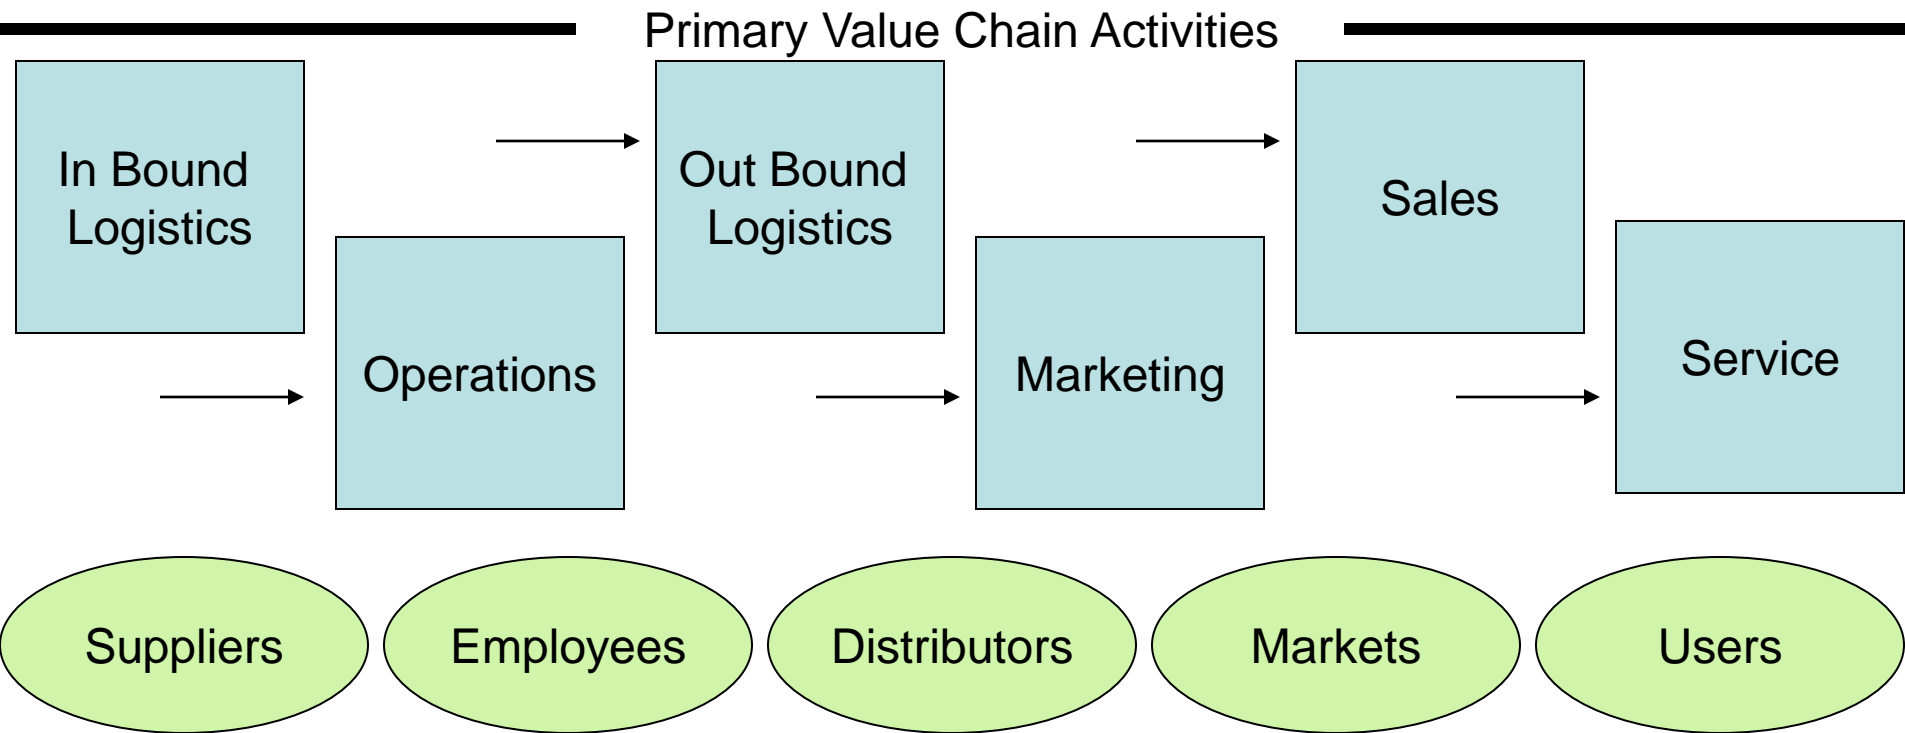 Primary Value Chain Activities
In Bound
Logistics
Operations
Out Bound
Logistics
Marketing
Sales
Service
Suppliers
Employees
Distributors
Markets
Users